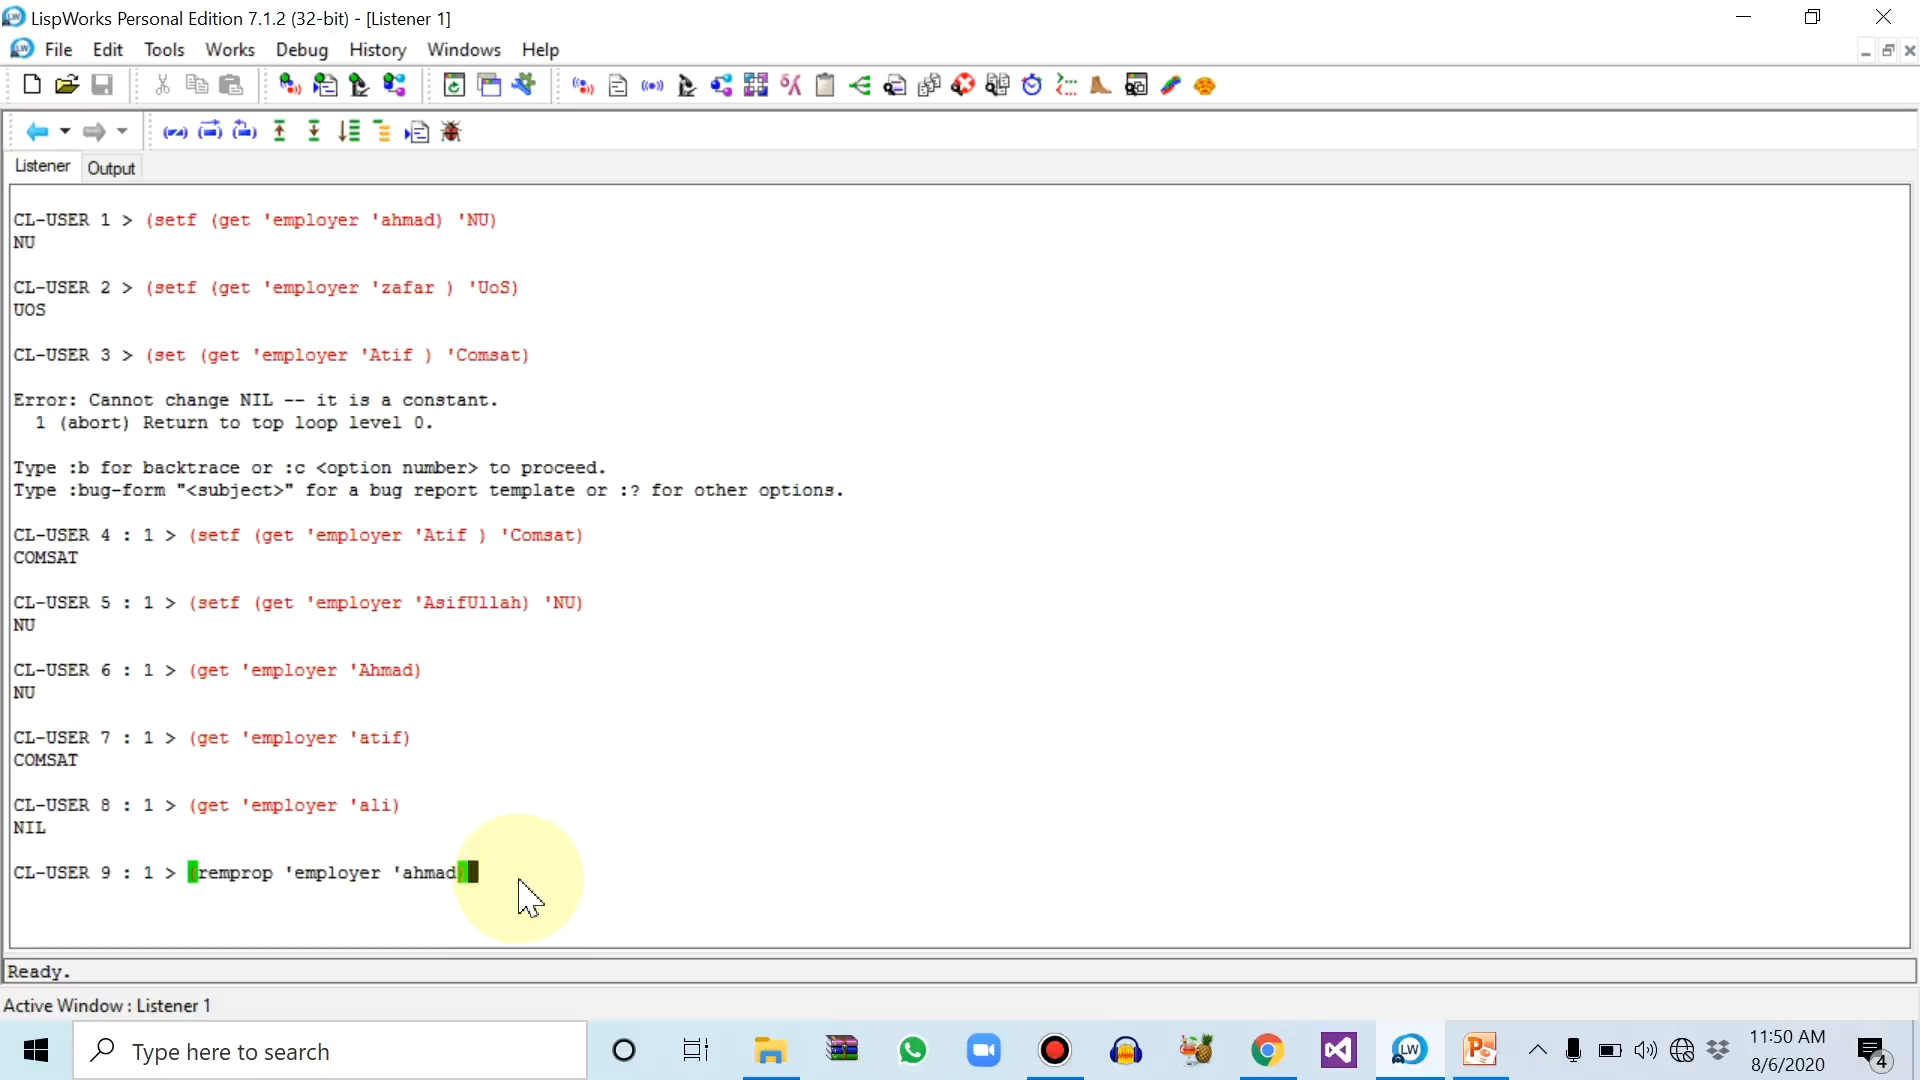 LispWorks Personal Edition 7.1.2 (32-bit) - [Listener 1]
File Edit Tools Works Debug History Windows Help
Listener Output
CL-USER 1 > (setf (get 'employer 'ahmad) 'NU)
NU
CL-USER 2 > (setf (get 'employer 'zafar ) 'UoS)
UOS
CL-USER 3 > (set (get 'employer 'Atif ) 'Comsat)
Error: Cannot change NIL -- it is a constant.
1 (abort) Return to top loop level 0.
Type :b for backtrace or :c <option number> to proceed.
Type :bug-form "<subject>" for a bug report template or :? for other options.
CL-USER 4 : 1 > (setf (get 'employer 'Atif ) 'Comsat)
COMSAT
CL-USER 5 : 1 > (setf (get 'employer 'AsifUllah) 'NU)
NU
CL-USER 6 : 1 > (get 'employer 'Ahmad)
NU
CL-USER 7 : 1 > (get 'employer 'atif)
COMSAT
CL-USER 8 : 1 > (get 'employer 'ali)
NIL
CL-USER 9 : 1 > (remprop 'employer 'ahmad)
Ready.
Active Window : Listener 1
Type here to search
11:50 AM
8/6/2020
4